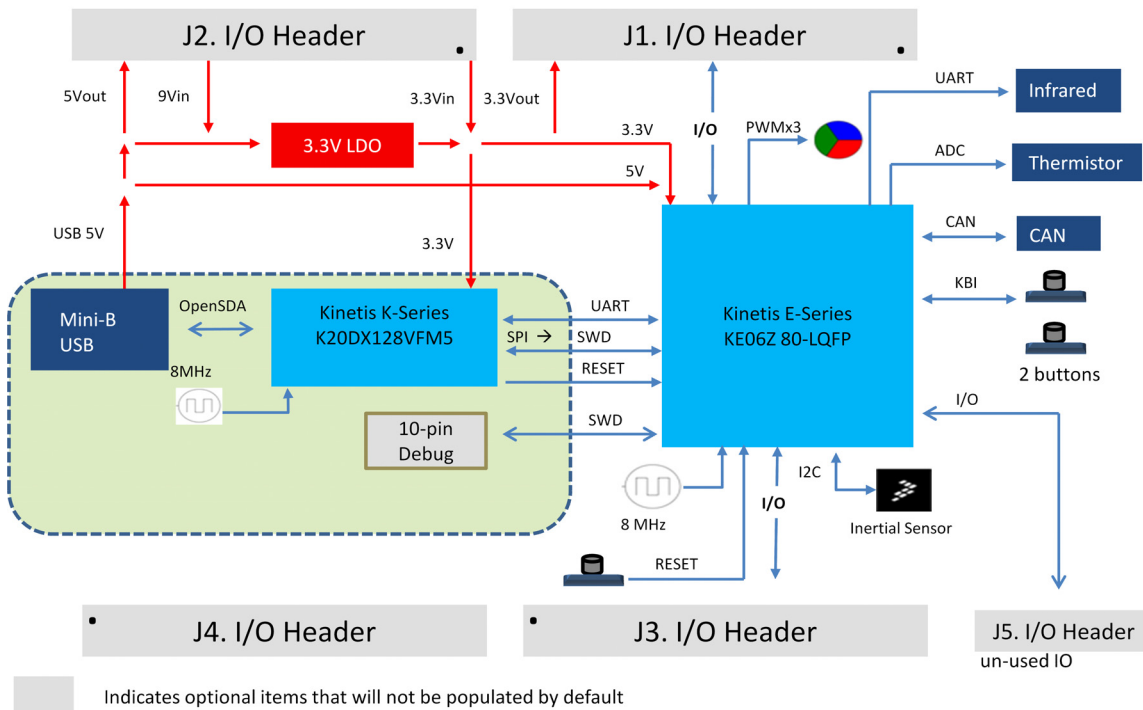 J2. I/O Header
J1. I/O Header
5Vout
9Vin
3.3Vin
3.3Vout
I/O
3.3V
PWMx3
UART
Infrared
3.3V LDO
ADC
Thermistor
5V
USB 5V
3.3V
CAN
CAN
KBI
Mini-B
USB
OpenSDA
Kinetis K-Series
K20DX128VFM5
UART
SPI → SWD
RESET
Kinetis E-Series
KE06Z 80-LQFP
8MHz
2 buttons
10-pin
Debug
SWD
I/O
I2C
8 MHz
I/O
Inertial Sensor
RESET
J4. I/O Header
J3. I/O Header
J5. I/O Header
un-used IO
Indicates optional items that will not be populated by default